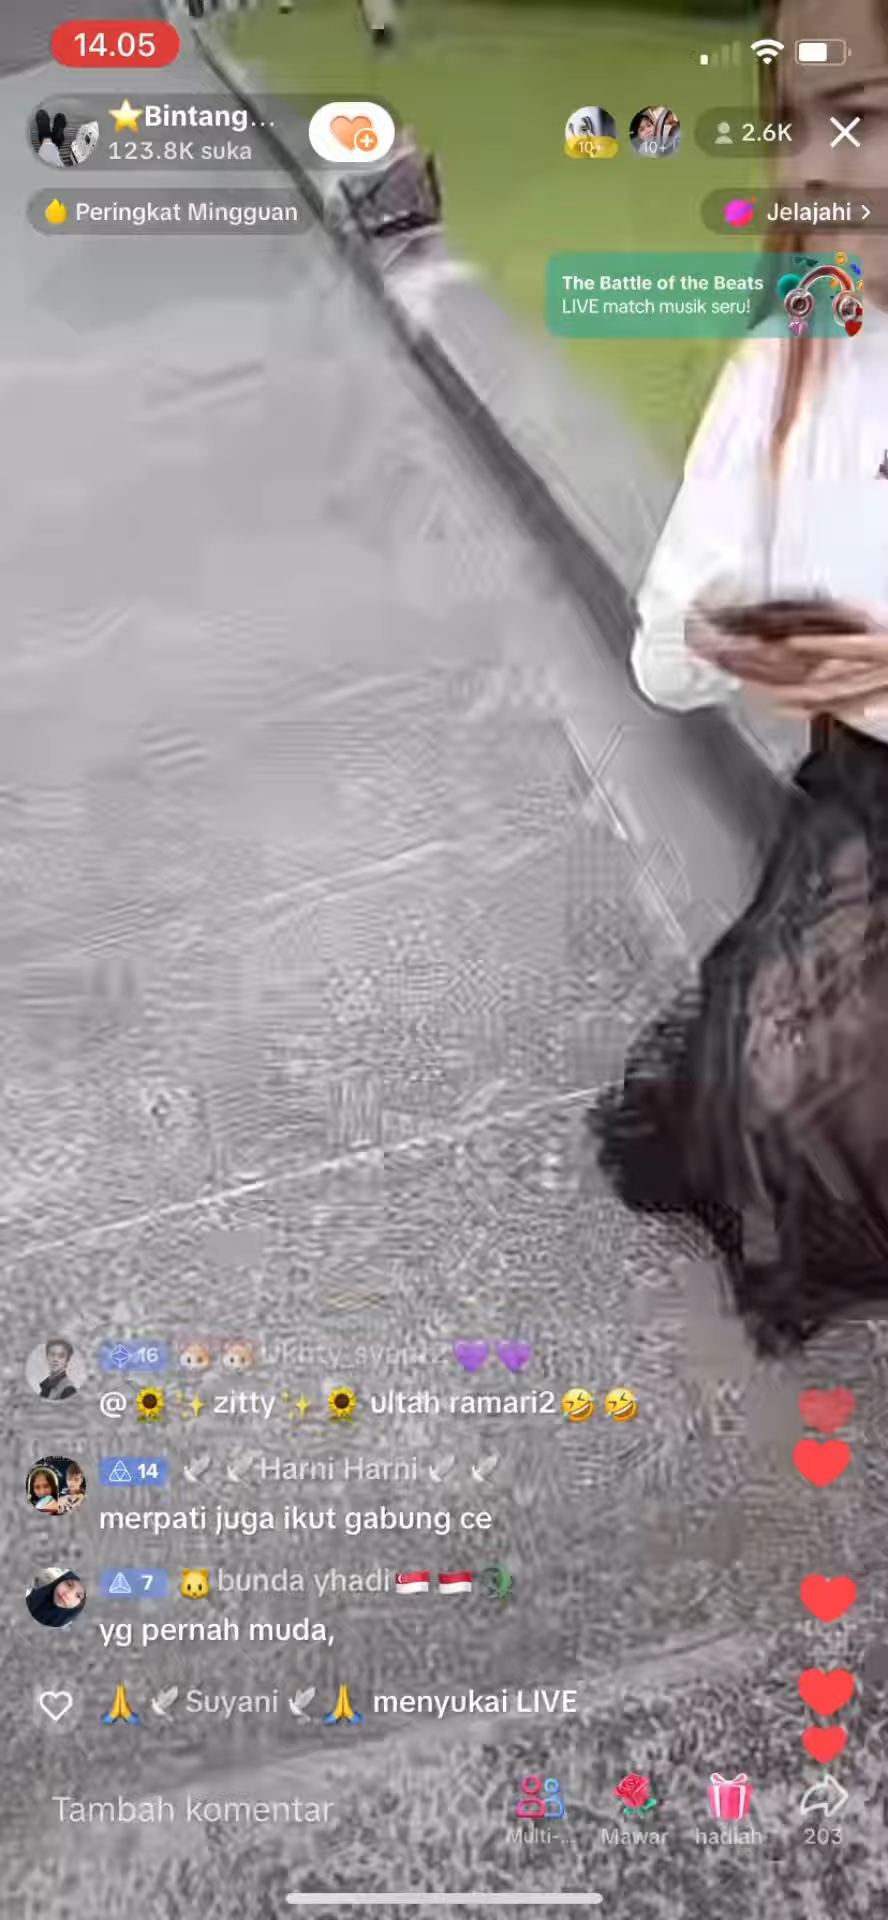 14.05
⭐Bintang...
123.8K suka
10+
10+
2.6K
Peringkat Mingguan
Jelajahi >
The Battle of the Beats
LIVE match musik seru!
16
@🌻✨zitty✨🌻 ultah ramari2🤣🤣
14 🕊️🕊️Harni Harni🕊️🕊️
merpati juga ikut gabung ce
7 🐱bunda yhadi🇸🇬🇮🇩
yg pernah muda,
🙏🕊️Suyani🕊️🙏 menyukai LIVE
Tambah komentar
Multi-...
Mawar
hadiah
203